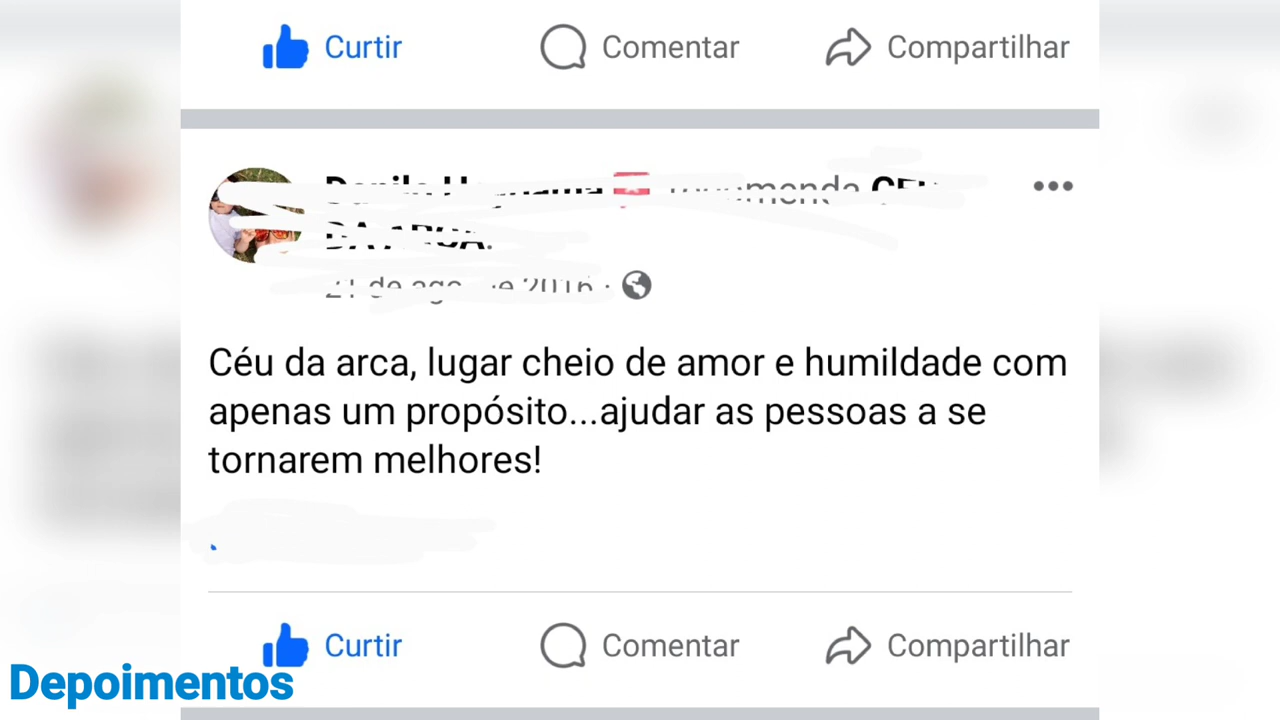 Curtir Comentar Compartilhar
Céu da arca, lugar cheio de amor e humildade com
apenas um propósito...ajudar as pessoas a se
tornarem melhores!
Curtir Comentar Compartilhar
Depoimentos